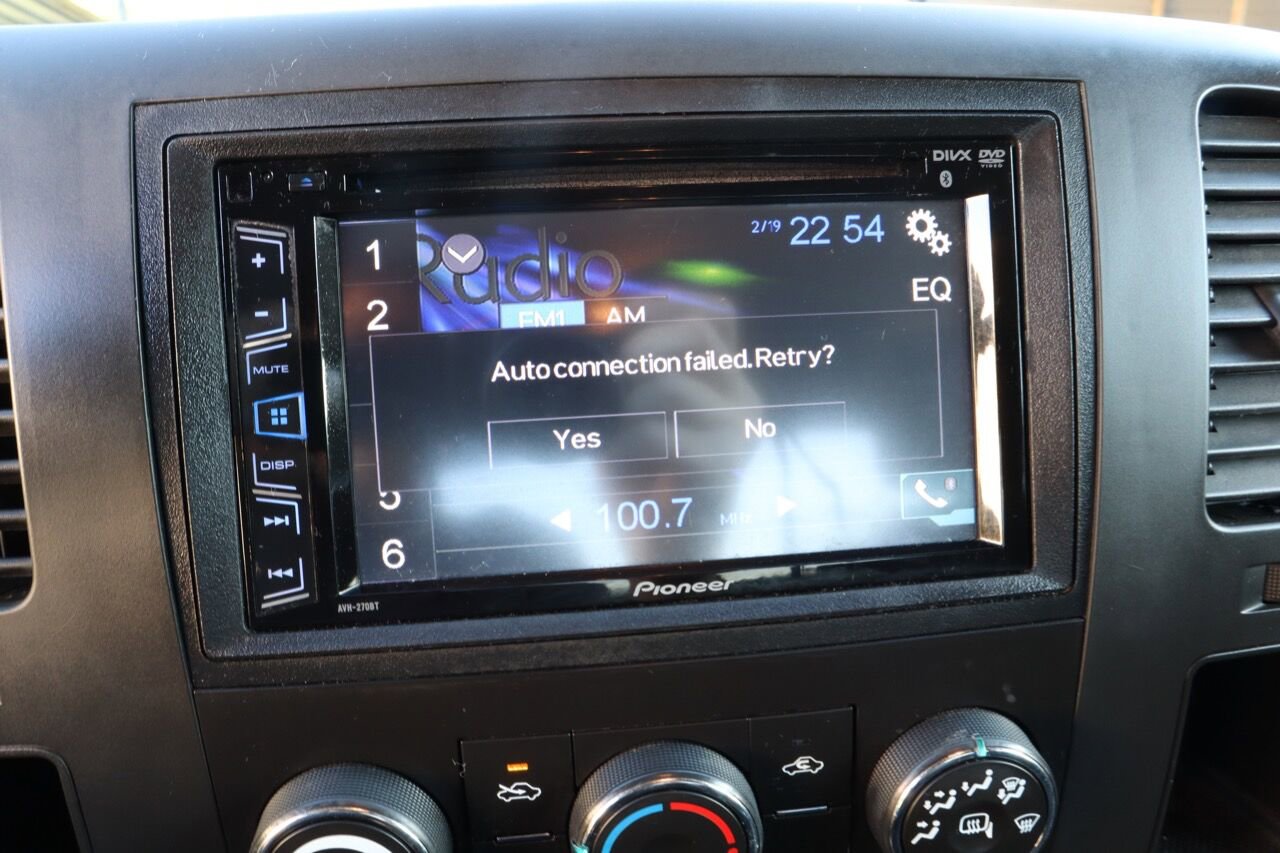 DIVX DVD VIDEO
1 Radio 2/19 22 54
2 FM1 AM EQ
+
-
MUTE
DISP
Auto connection failed. Retry?
Yes No
5 100.7 MHz
6
Pioneer
AVH-270BT